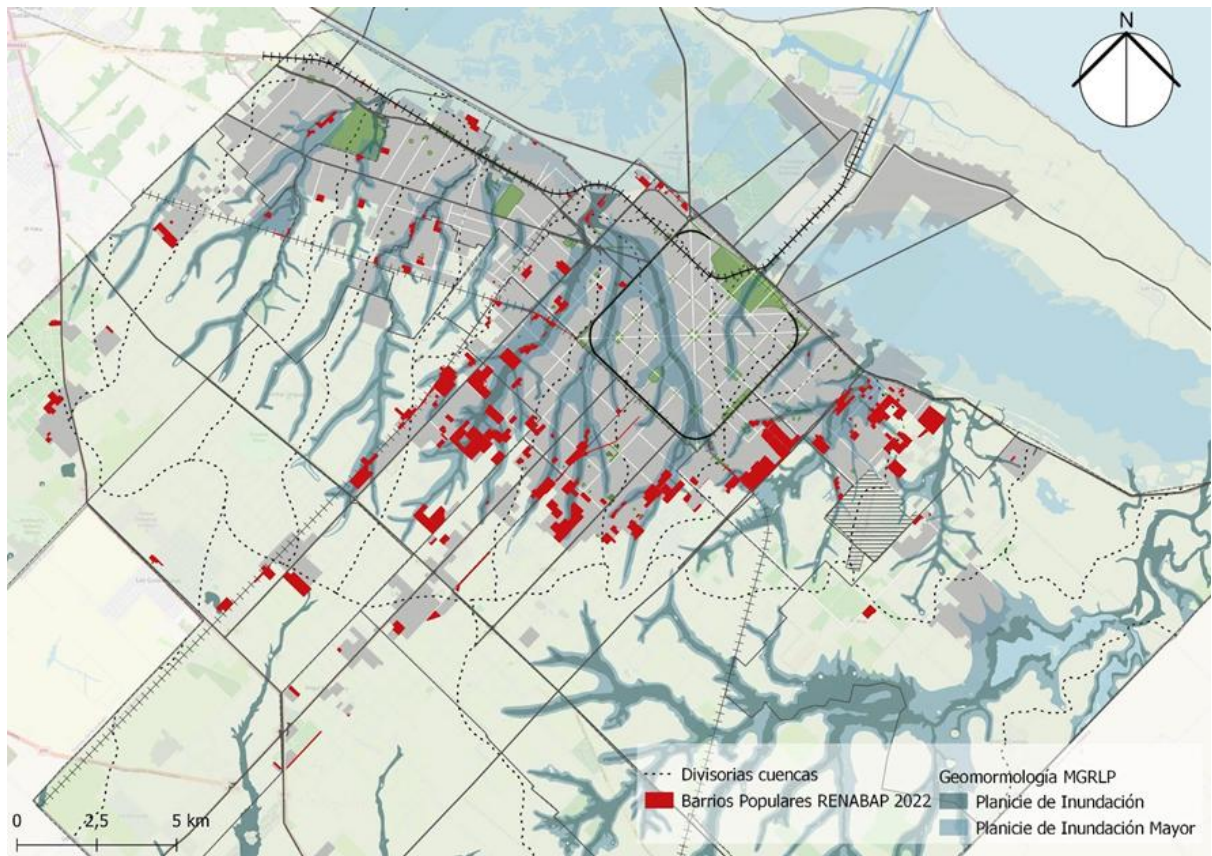 N
Divisorias cuencas
Barrios Populares RENABAP 2022
Geomormología MGRLP
Planicie de Inundación
Planicie de Inundación Mayor
0 2,5 5 km